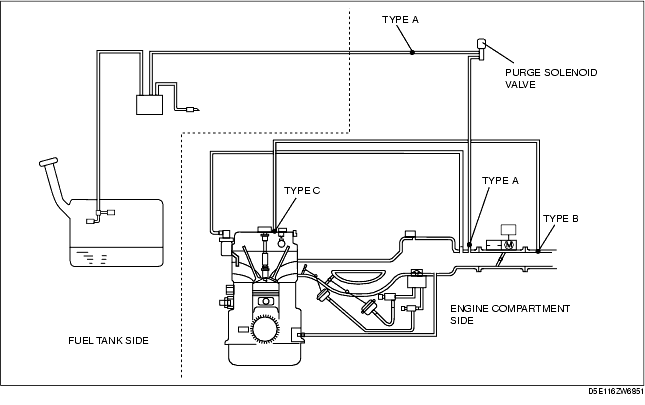 TYPE A
PURGE SOLENOID
VALVE
TYPE A
TYPE C
TYPE B
ENGINE COMPARTMENT
SIDE
FUEL TANK SIDE
D5E116ZW6851